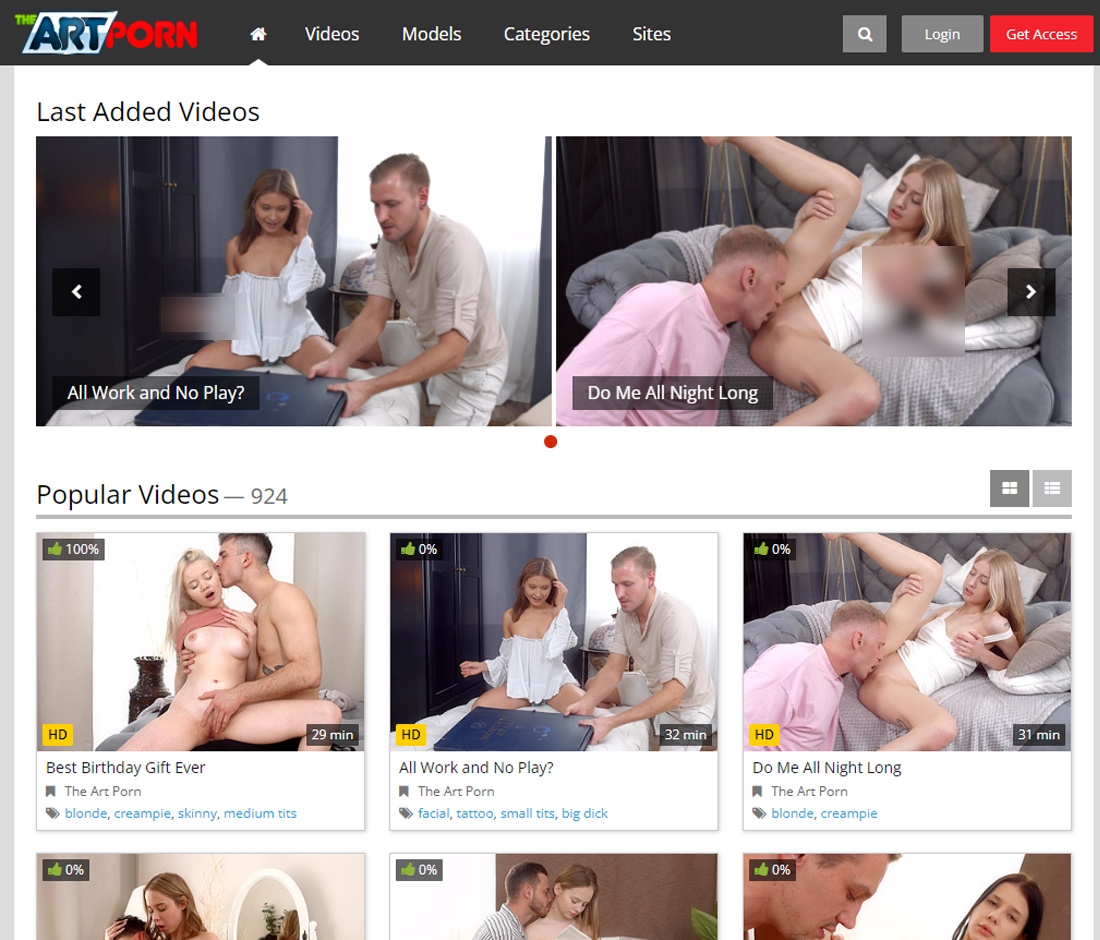 THE ART PORN
Videos Models Categories Sites Login Get Access
Last Added Videos
All Work and No Play?
Do Me All Night Long
Popular Videos — 924
100%
0%
0%
HD
29 min
HD
32 min
HD
31 min
Best Birthday Gift Ever
All Work and No Play?
Do Me All Night Long
The Art Porn
The Art Porn
The Art Porn
blonde, creampie, skinny, medium tits
facial, tattoo, small tits, big dick
blonde, creampie
0%
0%
0%